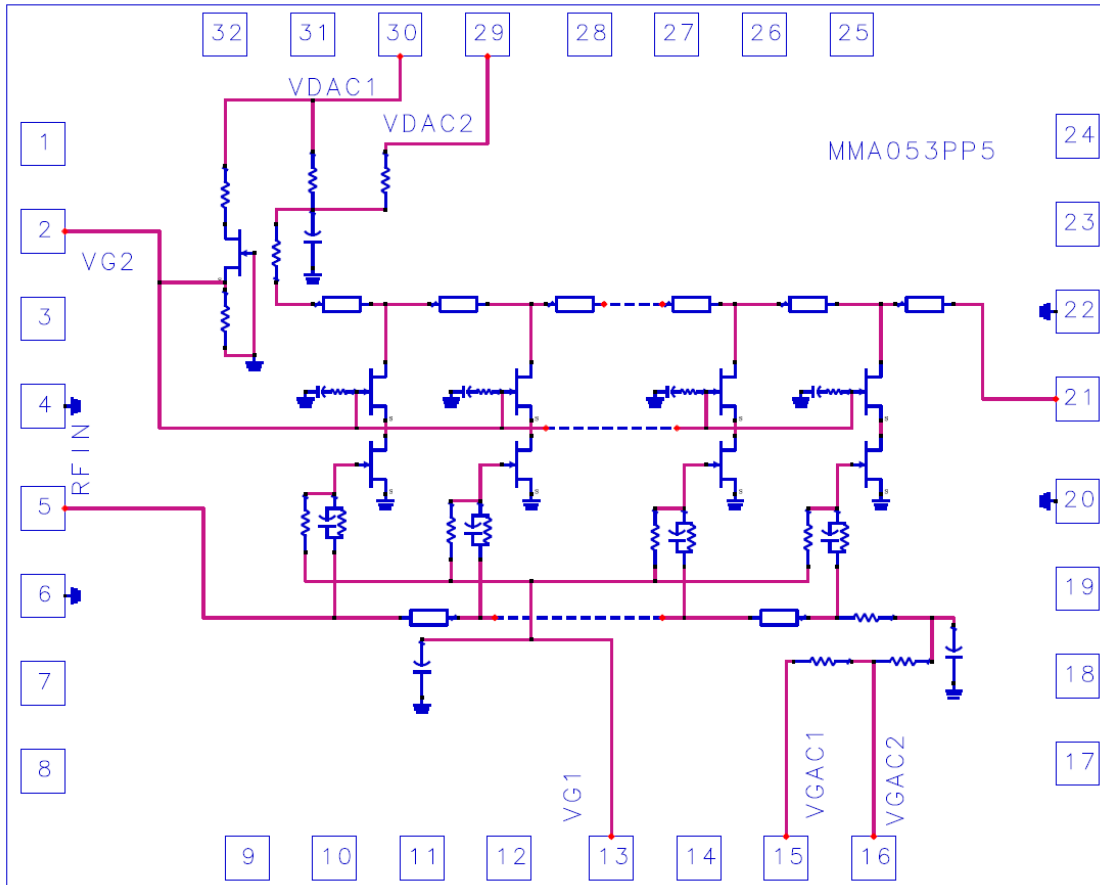 32 31 30 29 28 27 26 25
VDAC1
VDAC2
MMA053PP5
24
1
23
2
VG2
3
22
4
21
RFIN
5
20
6
19
7
18
8
17
VG1
VGAC1
VGAC2
9 10 11 12 13 14 15 16
s
s
s
s
s
s
s
s
s